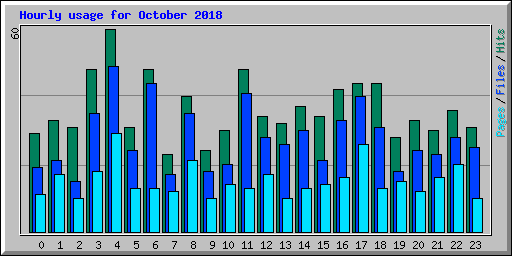 Hourly usage for October 2018
60
Pages/Files/Hits
0 1 2 3 4 5 6 7 8 9 10 11 12 13 14 15 16 17 18 19 20 21 22 23